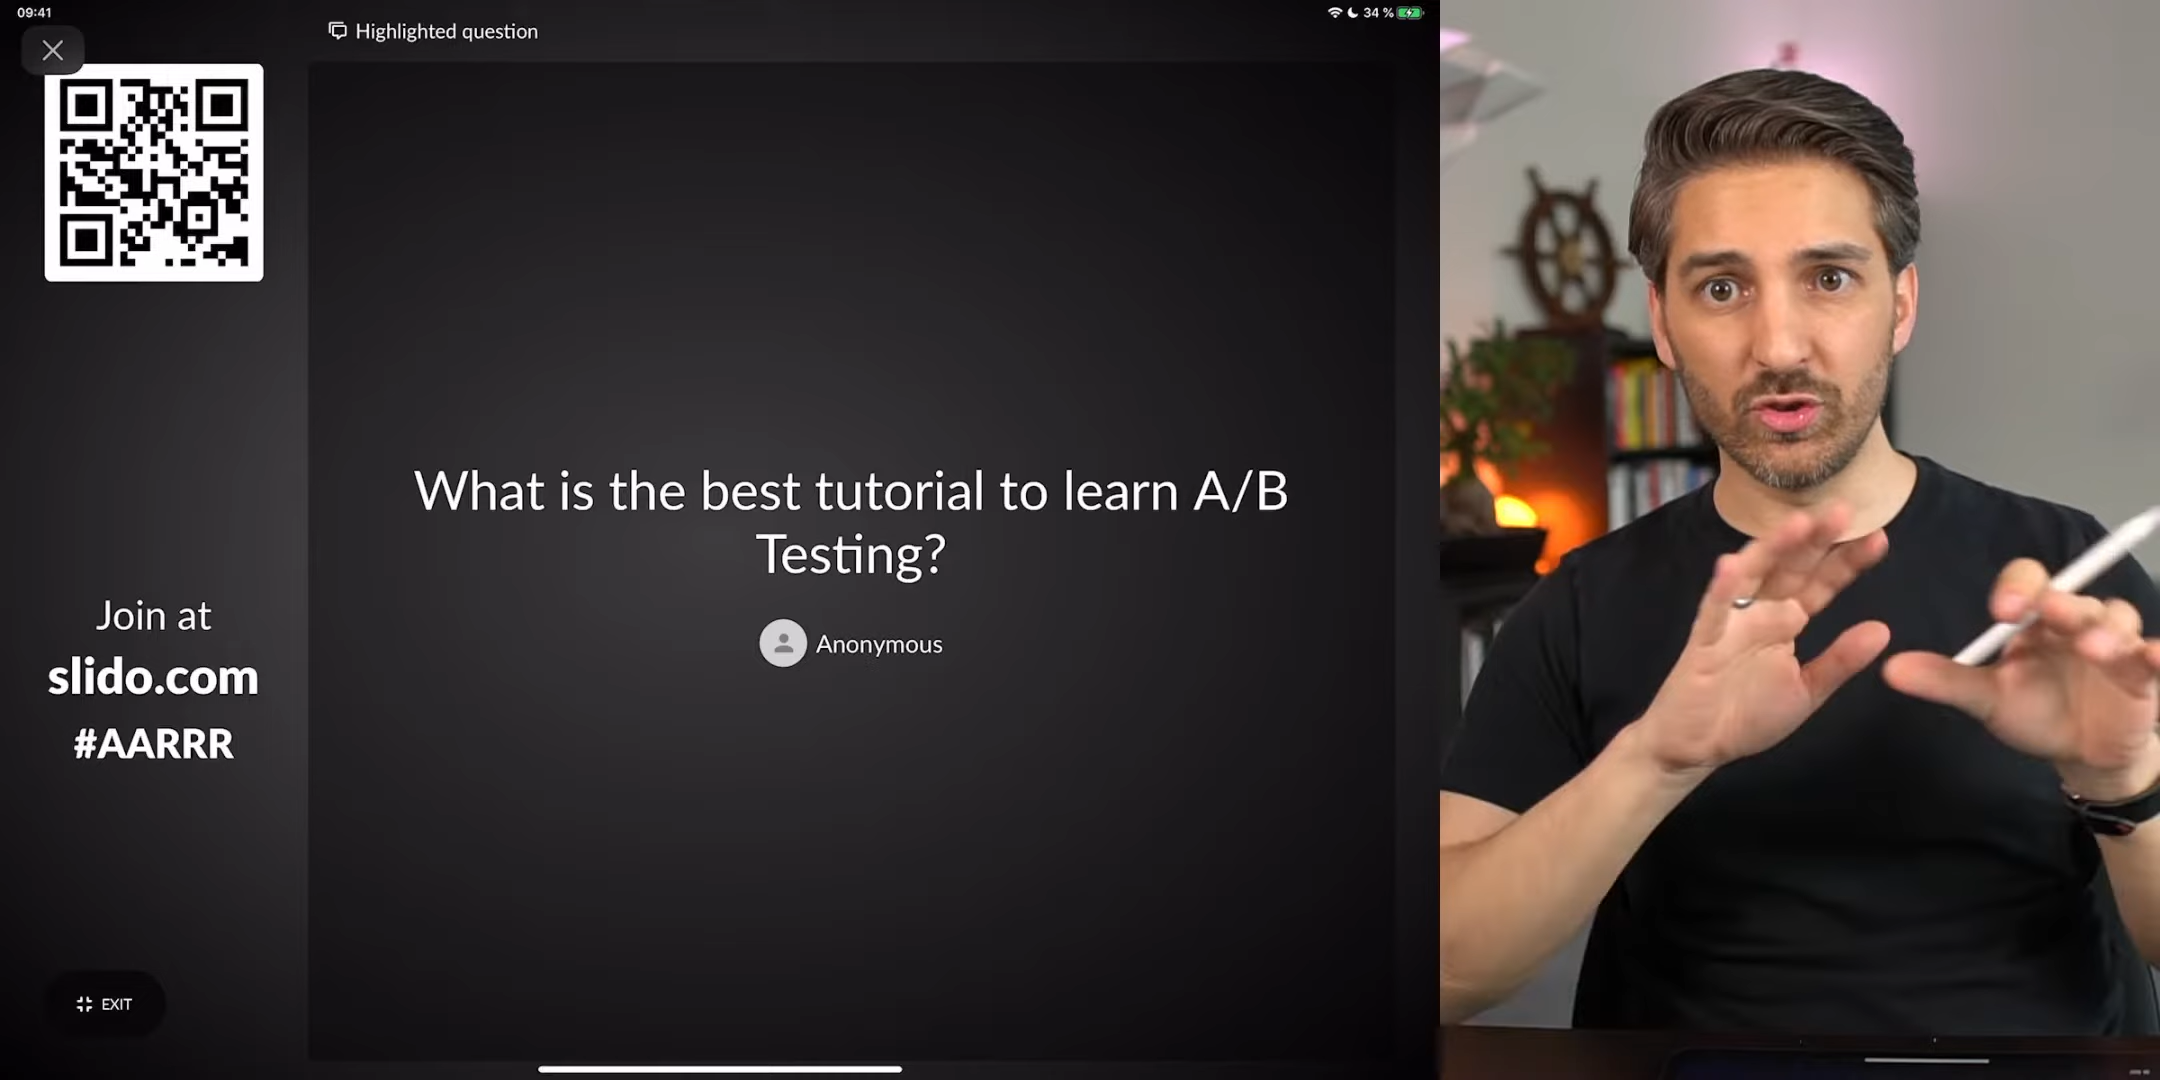 09:41
Highlighted question
34 %
What is the best tutorial to learn A/B
Testing?
Anonymous
Join at
slido.com
#AARRR
EXIT